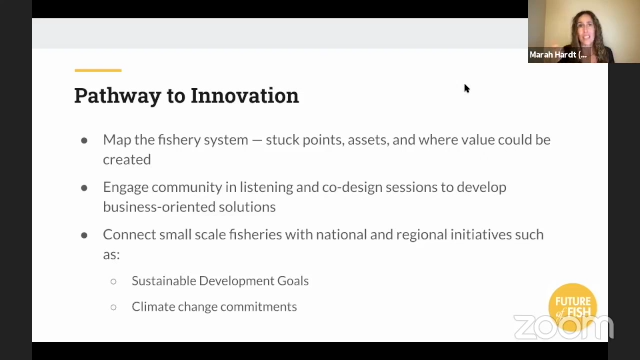 Marah Hardt (...
Pathway to Innovation
● Map the fishery system — stuck points, assets, and where value could be
created
● Engage community in listening and co-design sessions to develop
business-oriented solutions
● Connect small scale fisheries with national and regional initiatives such
as:
○ Sustainable Development Goals
○ Climate change commitments
FUTURE
of FISH
zoom